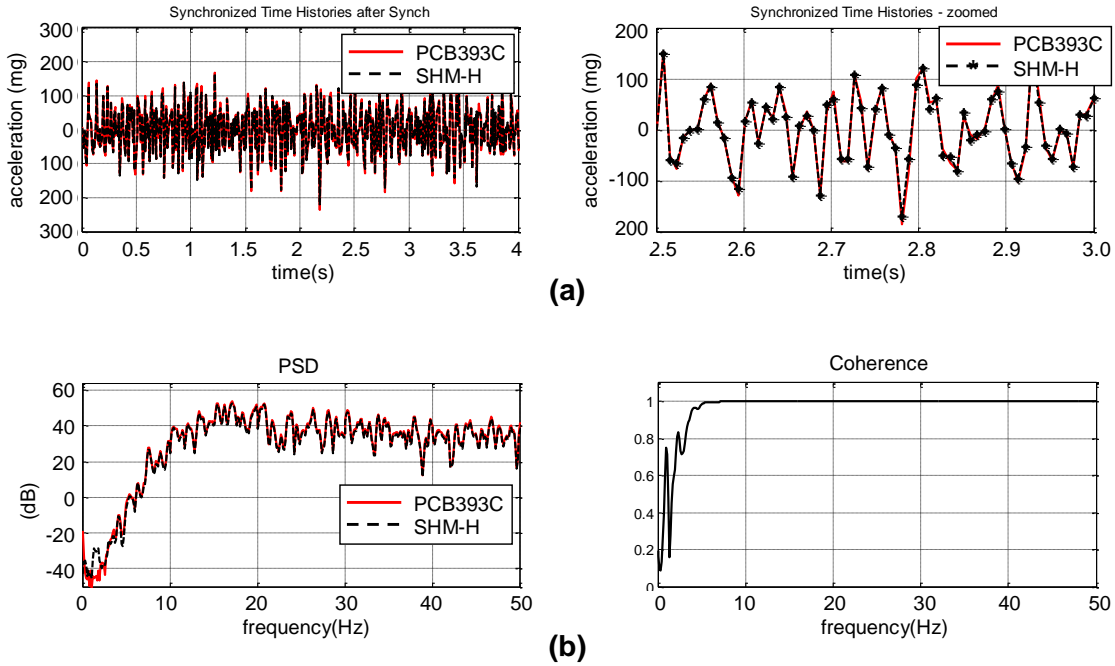 Synchronized Time Histories after Synch
300
200
100
0
100
200
300
acceleration (mg)
0 0.5 1 1.5 2 2.5 3 3.5 4
time(s)
PCB393C
SHM-H
Synchronized Time Histories - zoomed
200
100
0
-100
200
acceleration (mg)
2.5 2.6 2.7 2.8 2.9 3.0
time(s)
PCB393C
SHM-H
(a)
PSD
60
40
20
0
-20
-40
(dB)
0 10 20 30 40 50
frequency(Hz)
PCB393C
SHM-H
Coherence
1
0.8
0.6
0.4
0.2
0
0 10 20 30 40 50
frequency(Hz)
(b)